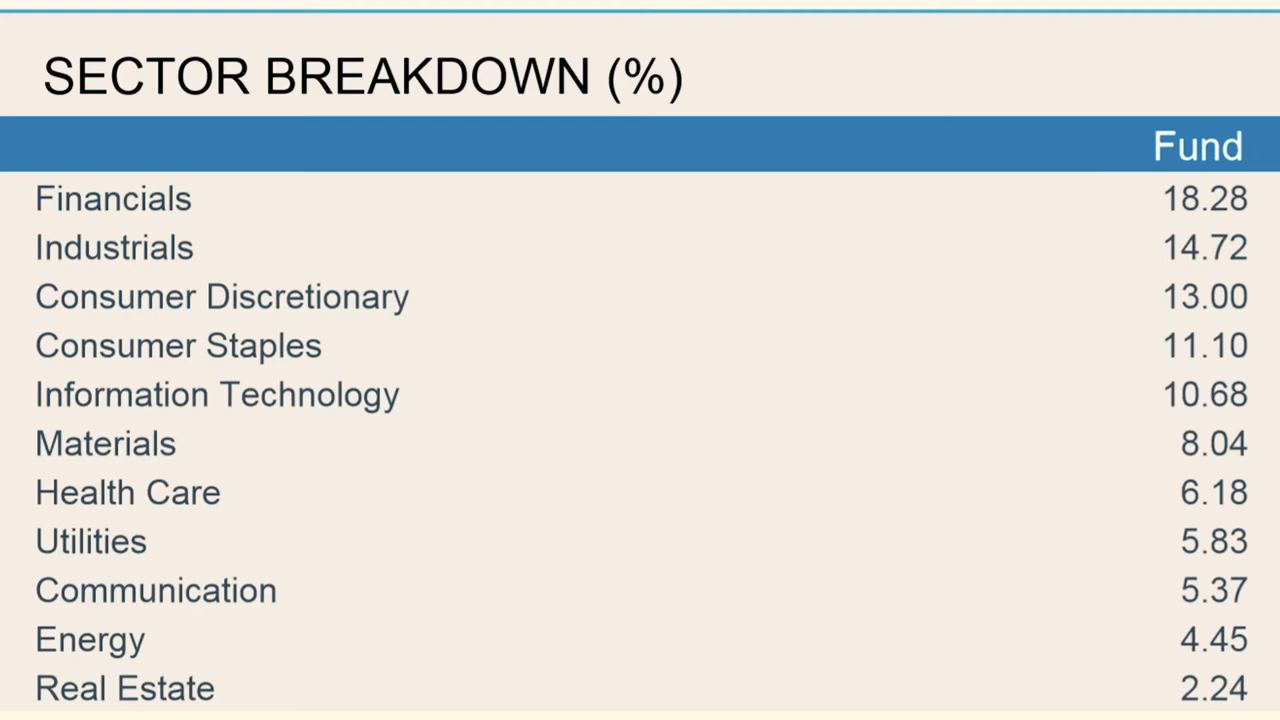 SECTOR BREAKDOWN (%)
Fund
Financials 18.28
Industrials 14.72
Consumer Discretionary 13.00
Consumer Staples 11.10
Information Technology 10.68
Materials 8.04
Health Care 6.18
Utilities 5.83
Communication 5.37
Energy 4.45
Real Estate 2.24